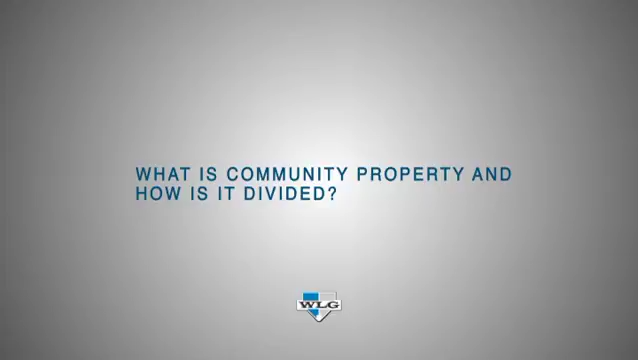 WHAT IS COMMUNITY PROPERTY AND
HOW IS IT DIVIDED?
WLG